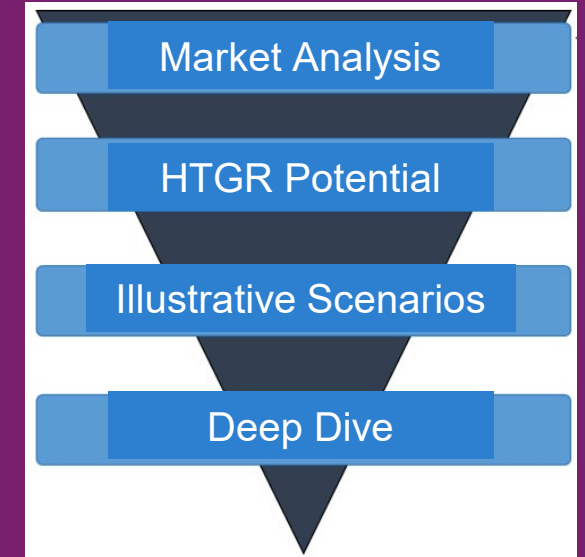 Market Analysis
HTGR Potential
Illustrative Scenarios
Deep Dive